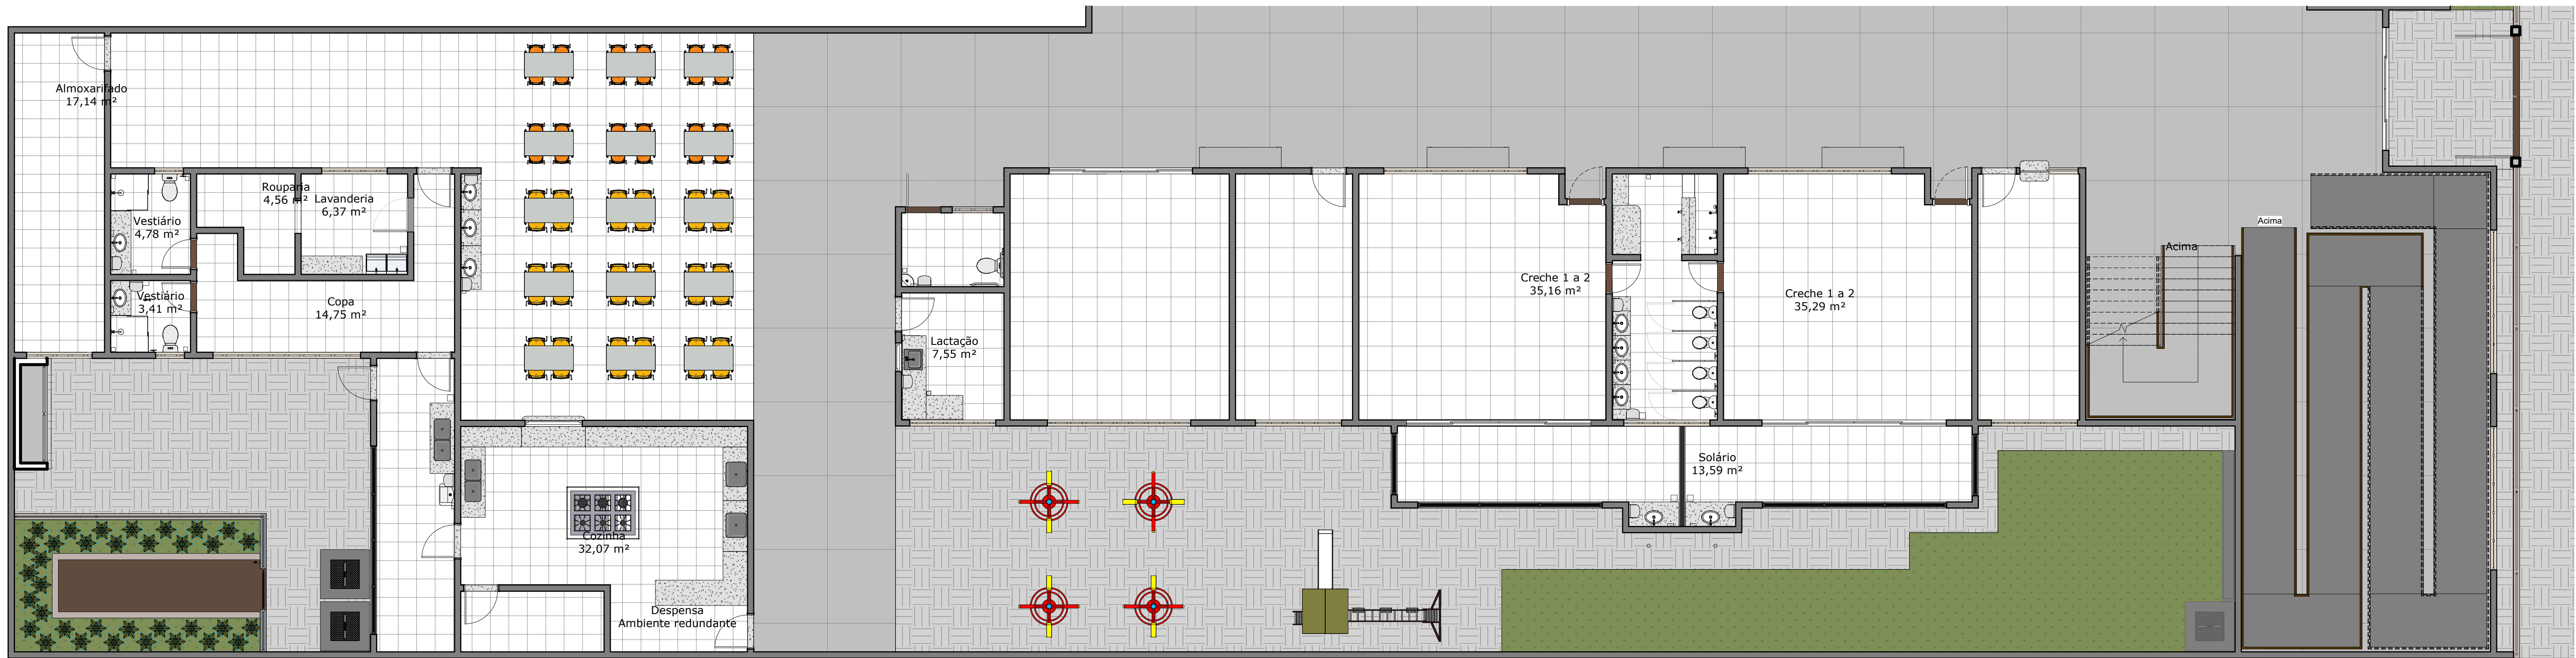 Almoxarifado
17,14 m²
Rouparia
4,56 m²
Lavanderia
6,37 m²
Vestiário
4,78 m²
Vestiário
3,41 m²
Copa
14,75 m²
Cozinha
32,07 m²
Despensa
Ambiente redundante
Lactação
7,55 m²
Creche 1 a 2
35,16 m²
Creche 1 a 2
35,29 m²
Solário
13,59 m²
Acima
Acima